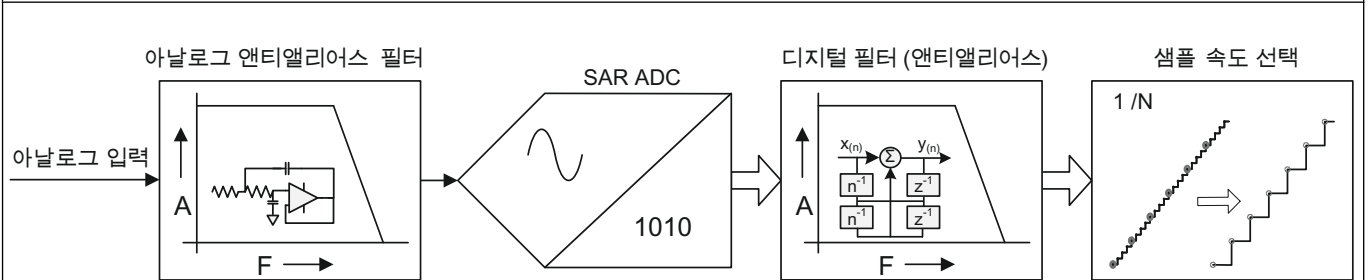 아날로그 앤티앨리어스 필터
SAR ADC
디지털 필터 (앤티앨리어스)
샘플 속도 선택
아날로그 입력
A
F
1010
x(n)
y(n)
Σ
n-1
z-1
n-1
z-1
A
F
1 /N